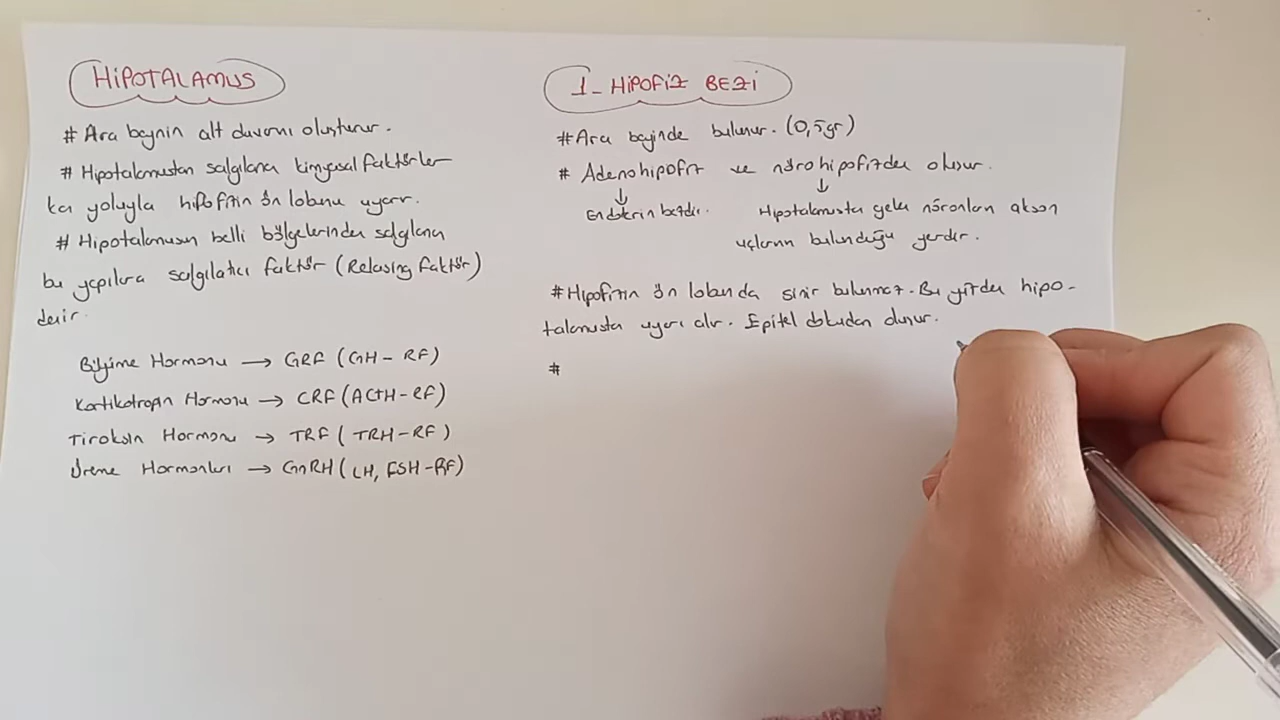 HİPOTALAMUS
# Ara beynin alt duvarını oluşturur.
# Hipotalamustan salgılanan kimyasal faktörler
kan yoluyla hipofizin ön lobunu uyarır.
# Hipotalamusun belli bölgelerinden salgılanan
bu yapılara salgılatıcı faktör (Relasing faktör)
denir.
Büyüme Hormonu → GRF (GH - RF)
Kortikotropin Hormonu → CRF (ACTH - RF)
Tiroksin Hormonu → TRF (TRH - RF)
Üreme Hormonları → GnRH (LH, FSH - RF)
1 - HİPOFİZ BEZİ
# Ara beyinde bulunur. (0,5gr)
# Adenohipofiz ve nörohipofizden oluşur.
↓ ↓
Endokrin bezdir. Hipotalamustan gelen nöronların akson
uçlarının bulunduğu yerdir.
# Hipofizin ön lobunda sinir bulunmaz. Bu yüzden hipo-
talamustan uyarı alır. Epitel dokudan oluşur.
#